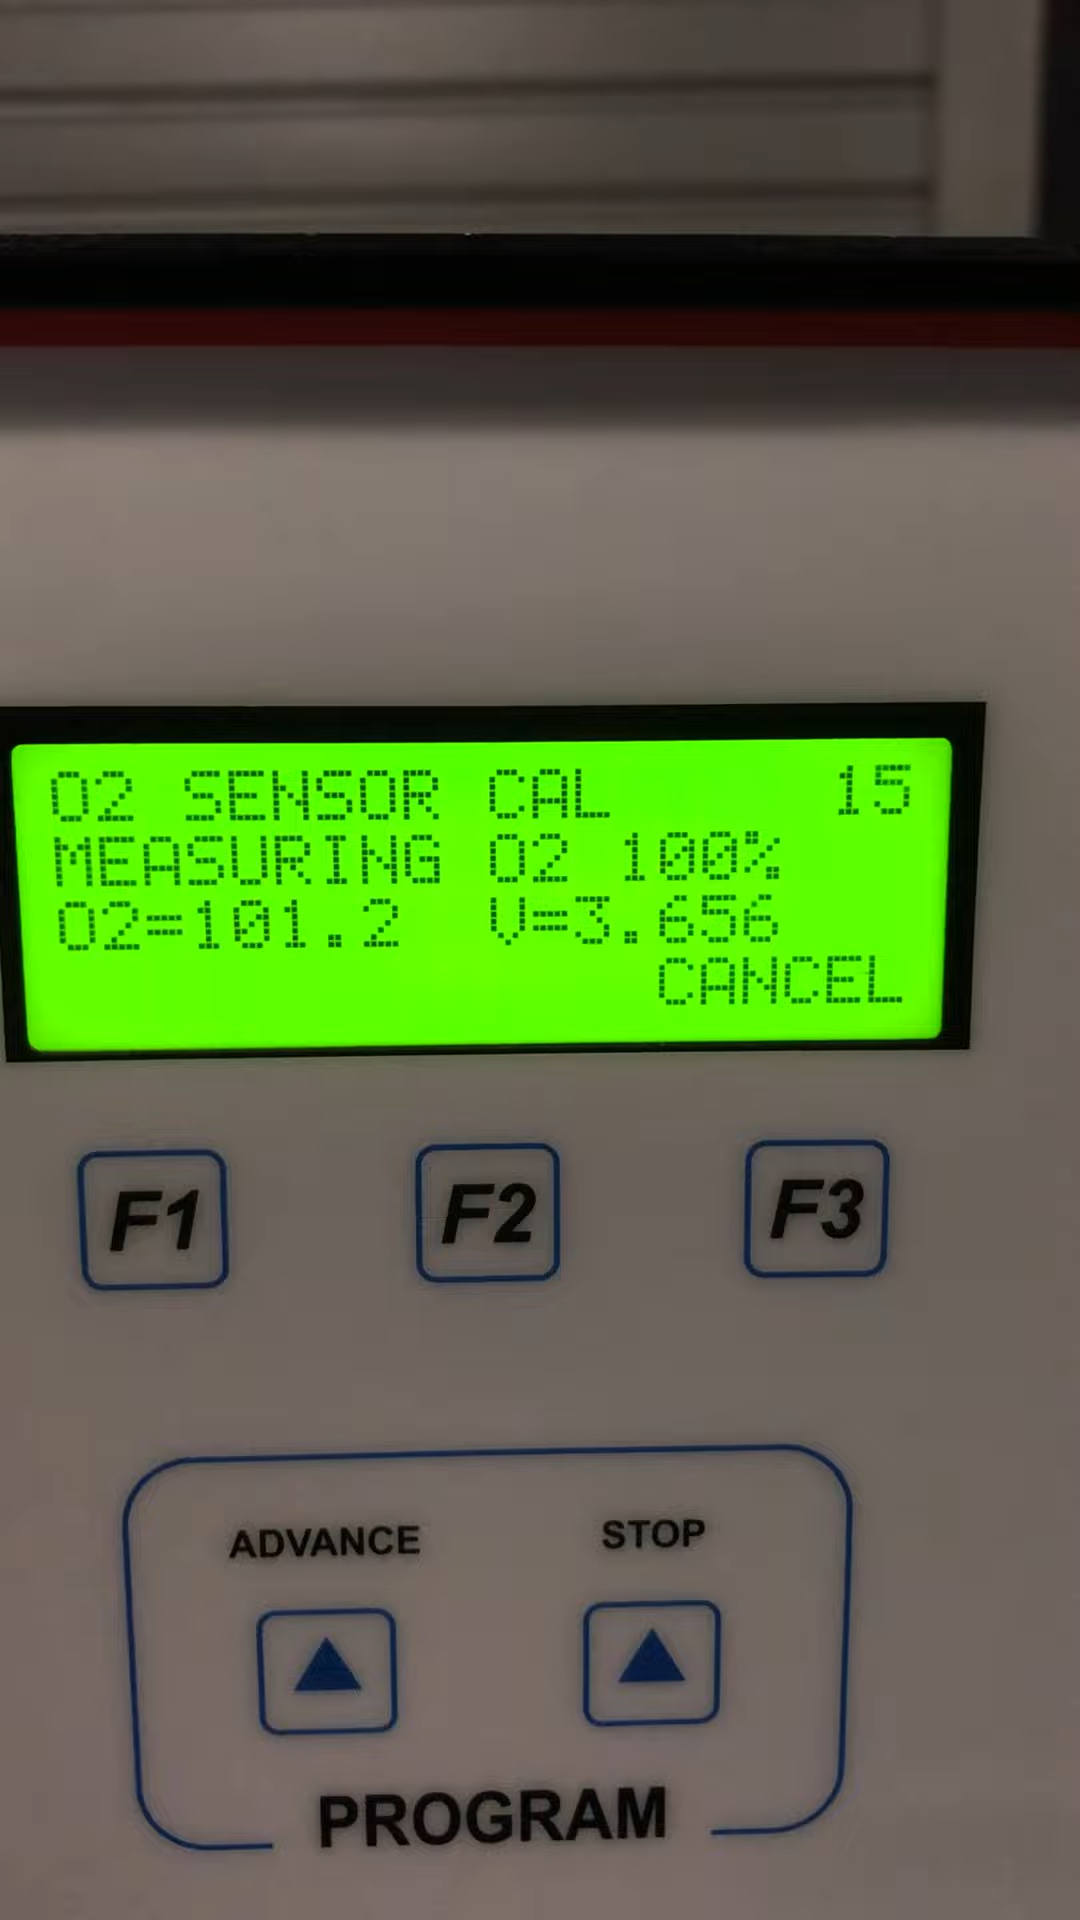 O2 SENSOR CAL 15
MEASURING O2 100%
O2=101.2 V=3.656
CANCEL
F1 F2 F3
ADVANCE STOP
PROGRAM